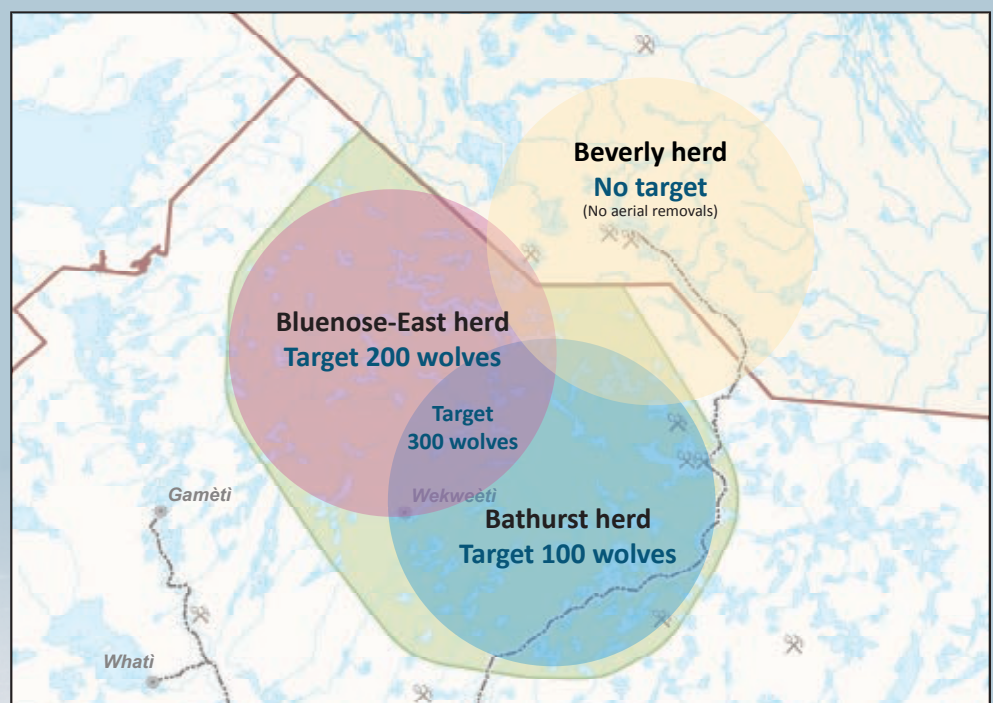 Beverly herd
No target
(No aerial removals)
Bluenose-East herd
Target 200 wolves
Target
300 wolves
Gamètì
Wekweètì
Bathurst herd
Target 100 wolves
Whatì